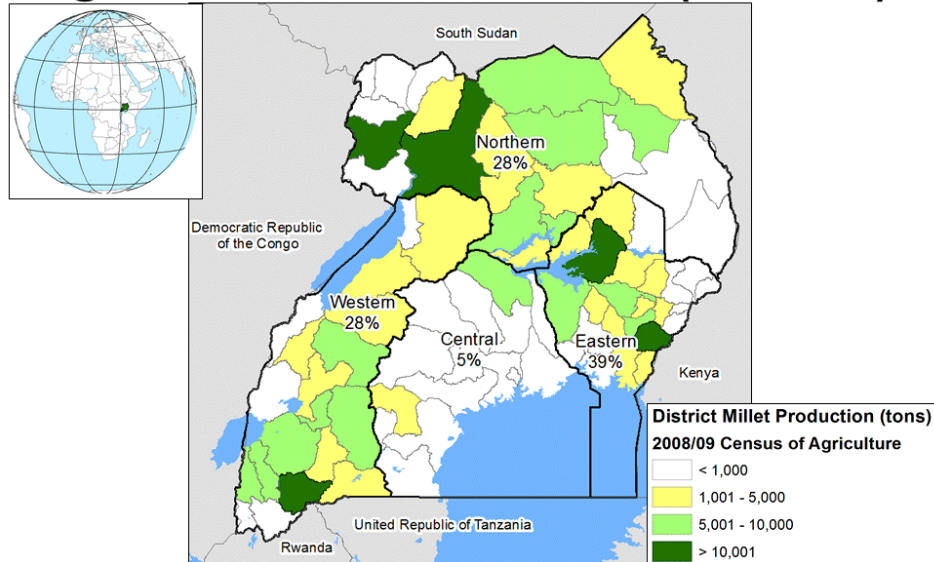 South Sudan
Northern
28%
Democratic Republic
of the Congo
Western
28%
Central
5%
Eastern
39%
Kenya
District Millet Production (tons)
2008/09 Census of Agriculture
< 1,000
1,001 - 5,000
5,001 - 10,000
> 10,001
United Republic of Tanzania
Rwanda